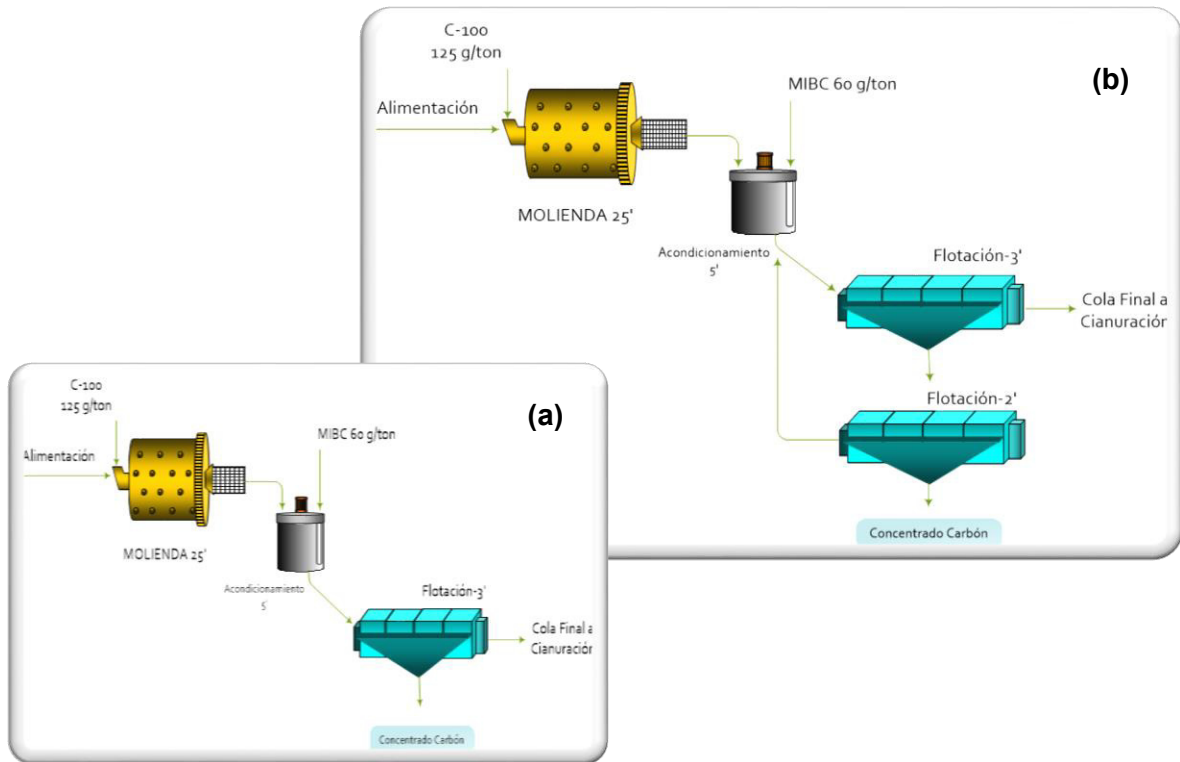 C-100
125 g/ton
MIBC 60 g/ton
(b)
Alimentación
MOLIENDA 25'
Acondicionamiento
5'
Flotación-3'
Cola Final a
Cianuración
Flotación-2'
Concentrado Carbón
C-100
125 g/ton
(a)
MIBC 60 g/ton
Alimentación
MOLIENDA 25'
Acondicionamiento
5'
Flotación-3'
Cola Final a
Cianuración
Concentrado Carbón